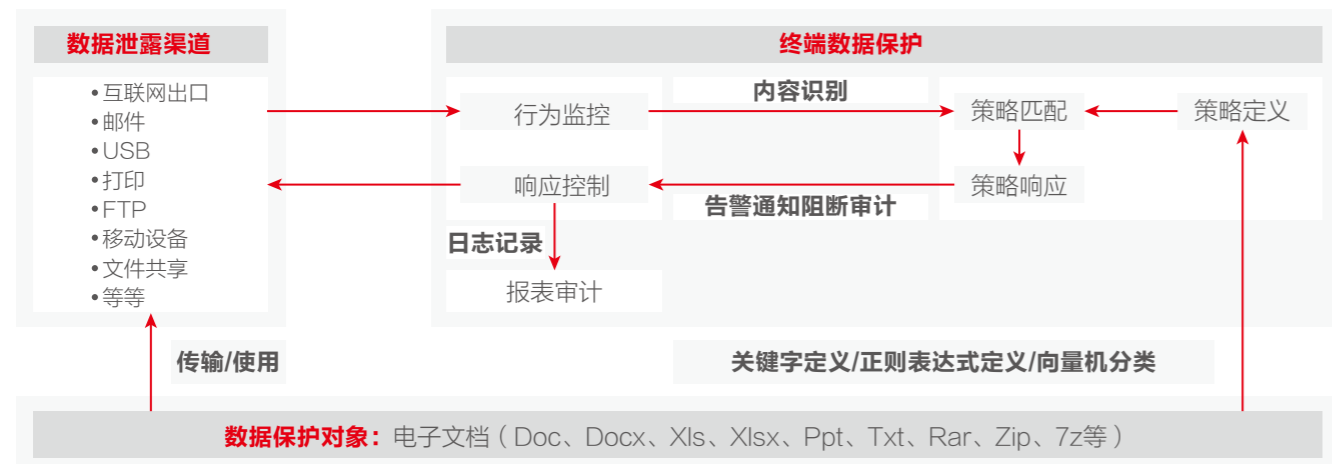 数据泄露渠道
•互联网出口
•邮件
•USB
•打印
•FTP
•移动设备
•文件共享
•等等
终端数据保护
行为监控
内容识别
策略匹配
策略定义
响应控制
告警通知阻断审计
策略响应
日志记录
报表审计
传输/使用
关键字定义/正则表达式定义/向量机分类
数据保护对象：电子文档（Doc、Docx、Xls、Xlsx、Ppt、Txt、Rar、Zip、7z等）